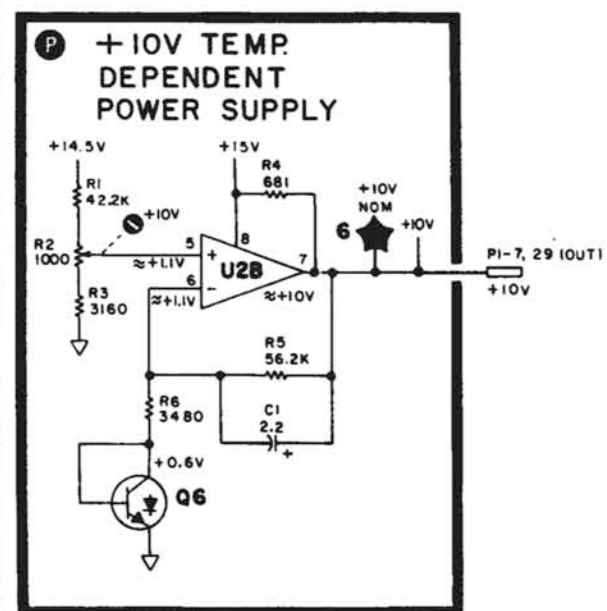 P
+10V TEMP.
DEPENDENT
POWER SUPPLY
+14.5V
R1
42.2K
+10V
R2
1000
R3
3160
+15V
R4
681
8
5
+
≈+1.1V
6
-
≈+1.1V
U2B
7
≈+10V
+10V
NOM
6
+10V
P1-7, 29 (OUT)
+10V
R5
56.2K
C1
2.2
+
R6
3480
+0.6V
Q6